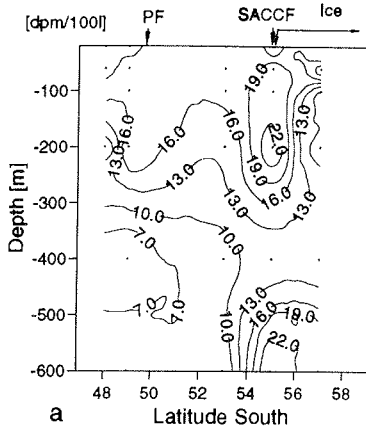 [dpm/100l] PF SACCF Ice
19.0
-100
16.0 13.0
16.0 22.0
-200 13.0 19.0
13.0 16.0 13.0
Depth [m]
-300
10.0 10.0
7.0
-400
13.0
16.0
7.0 7.0 19.0
-500
10.0 22.0
-600
48 50 52 54 56 58
a Latitude South